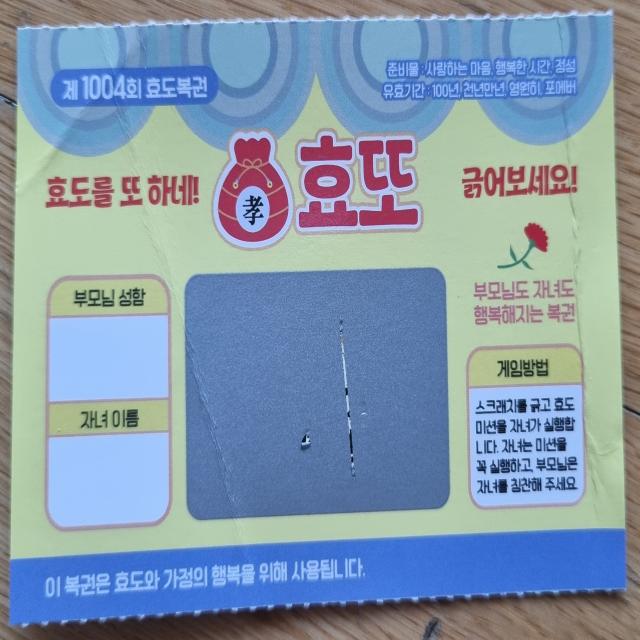 제 1004회 효도복권
준비물 : 사랑하는 마음, 행복한 시간, 정성
유효기간 : 100년, 천년만년, 영원히, 포에버
효도를 또 하네!
孝
효또
긁어보세요!
부모님도 자녀도
행복해지는 복권
부모님 성함
자녀 이름
게임방법
스크래치를 긁고 효도
미션을 자녀가 실행합
니다. 자녀는 미션을
꼭 실행하고, 부모님은
자녀를 칭찬해 주세요
이 복권은 효도와 가정의 행복을 위해 사용됩니다.